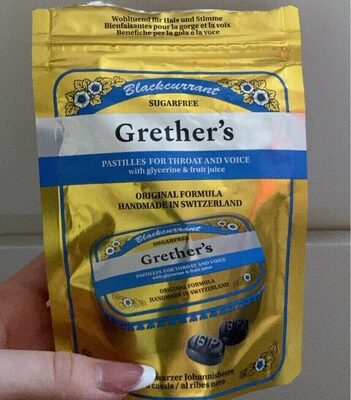 Wohltuend für Hals und Stimme
Bienfaisantes pour la gorge et la voix
Benefiche per la gola e la voce
Blackcurrant
SUGARFREE
Grether's
PASTILLES FOR THROAT AND VOICE
with glycerine & fruit juice
ORIGINAL FORMULA
HANDMADE IN SWITZERLAND
Blackcurrant
SUGARFREE
Grether's
PASTILLES FOR THROAT AND VOICE
with glycerine & fruit juice
ORIGINAL FORMULA
HANDMADE IN SWITZERLAND
warzer Johannisbeere
cassis / al ribes nero